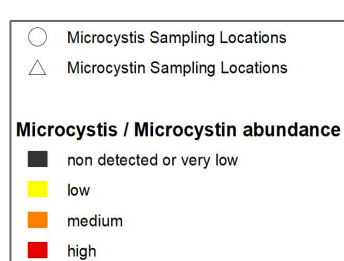 Microcystis Sampling Locations
Microcystin Sampling Locations
Microcystis / Microcystin abundance
non detected or very low
low
medium
high